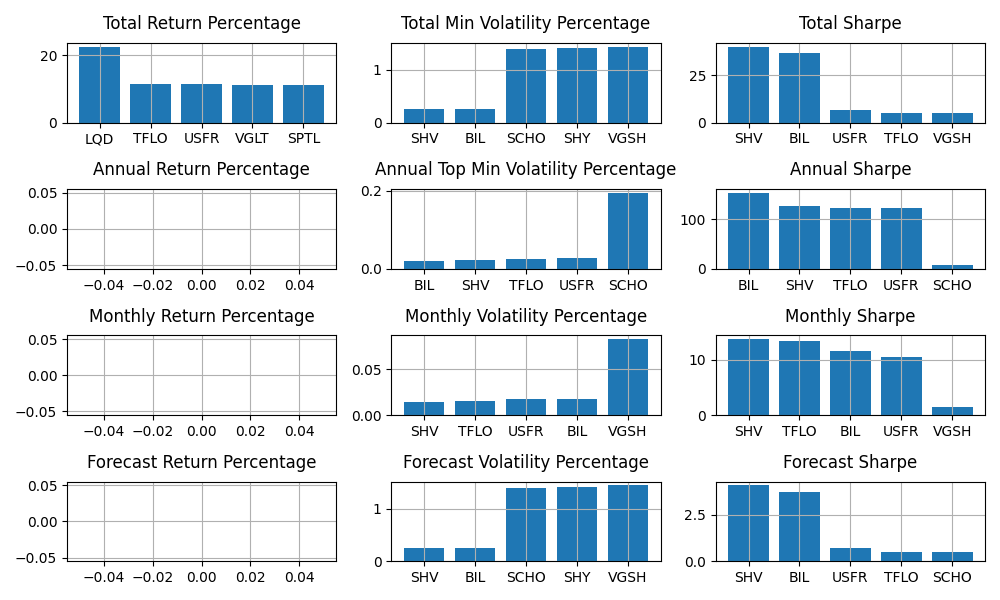 Total Return Percentage
20
0
LQD TFLO USFR VGLT SPTL
Total Min Volatility Percentage
1
0
SHV BIL SCHO SHY VGSH
Total Sharpe
25
0
SHV BIL USFR TFLO VGSH
Annual Return Percentage
0.05
0.00
−0.05
−0.04 −0.02 0.00 0.02 0.04
Annual Top Min Volatility Percentage
0.2
0.0
BIL SHV TFLO USFR SCHO
Annual Sharpe
100
0
BIL SHV TFLO USFR SCHO
Monthly Return Percentage
0.05
0.00
−0.05
−0.04 −0.02 0.00 0.02 0.04
Monthly Volatility Percentage
0.05
0.00
SHV TFLO USFR BIL VGSH
Monthly Sharpe
10
0
SHV TFLO BIL USFR VGSH
Forecast Return Percentage
0.05
0.00
−0.05
−0.04 −0.02 0.00 0.02 0.04
Forecast Volatility Percentage
1
0
SHV BIL SCHO SHY VGSH
Forecast Sharpe
2.5
0.0
SHV BIL USFR TFLO SCHO